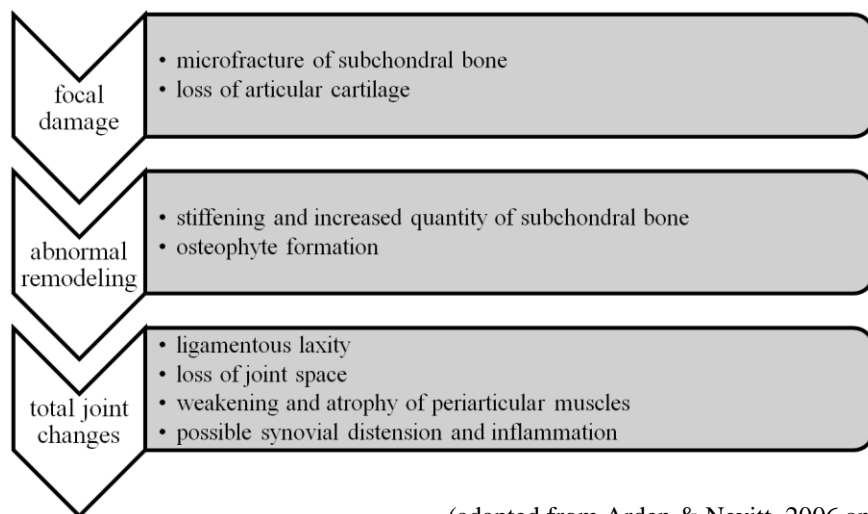 focal
damage
• microfracture of subchondral bone
• loss of articular cartilage
abnormal
remodeling
• stiffening and increased quantity of subchondral bone
• osteophyte formation
total joint
changes
• ligamentous laxity
• loss of joint space
• weakening and atrophy of periarticular muscles
• possible synovial distension and inflammation
(adapted from Arden & Nevitt, 2006